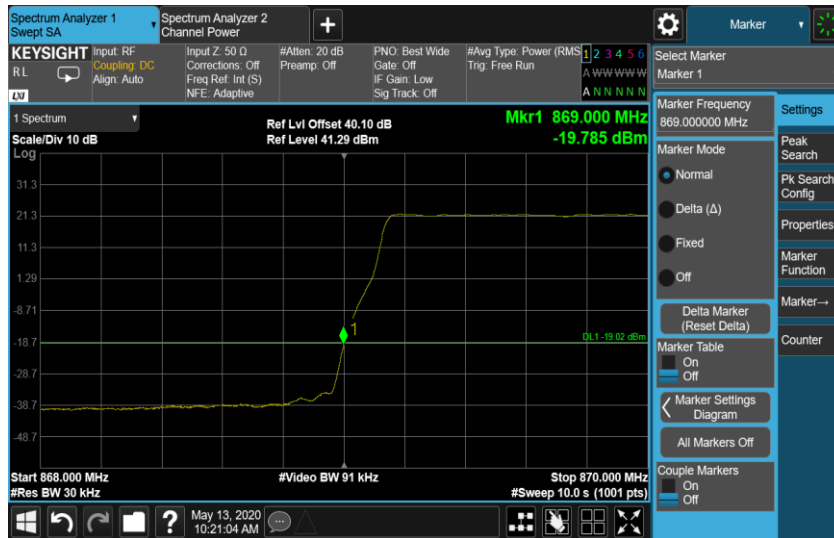 Spectrum Analyzer 1
Swept SA
Spectrum Analyzer 2
Channel Power
Marker
KEYSIGHT
R L
LXI
Input: RF
Coupling: DC
Align: Auto
Input Z: 50 Ω
Corrections: Off
Freq Ref: Int (S)
NFE: Adaptive
#Atten: 20 dB
Preamp: Off
PNO: Best Wide
Gate: Off
IF Gain: Low
Sig Track: Off
#Avg Type: Power (RMS
Trig: Free Run
1 2 3 4 5 6
A W W W W W
A N N N N N
Select Marker
Marker 1
1 Spectrum
Scale/Div 10 dB
Log
Ref Lvl Offset 40.10 dB
Ref Level 41.29 dBm
Mkr1 869.000 MHz
-19.785 dBm
31.3
21.3
11.3
1.29
-8.71
-18.7
-28.7
-38.7
-48.7
1
DL1 -19.02 dBm
Start 868.000 MHz
#Res BW 30 kHz
#Video BW 91 kHz
Stop 870.000 MHz
#Sweep 10.0 s (1001 pts)
Marker Frequency
869.000000 MHz
Marker Mode
Normal
Delta (Δ)
Fixed
Off
Delta Marker
(Reset Delta)
Marker Table
On
Off
Marker Settings
Diagram
All Markers Off
Couple Markers
On
Off
Settings
Peak
Search
Pk Search
Config
Properties
Marker
Function
Marker→
Counter
?
May 13, 2020
10:21:04 AM